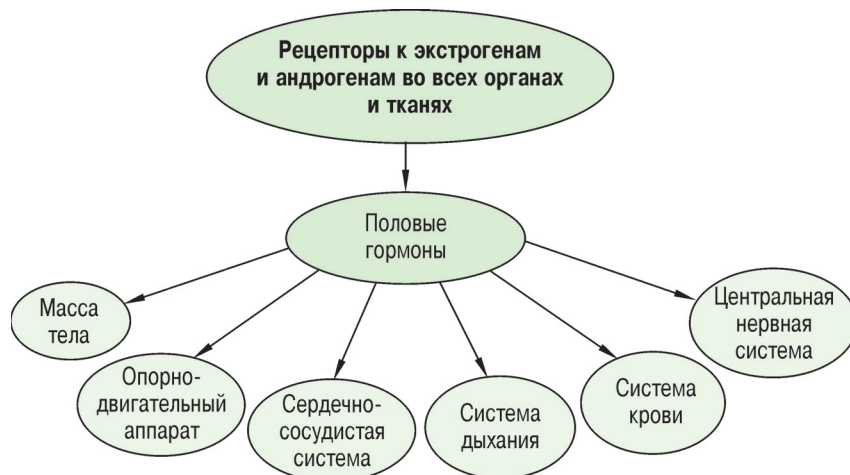 Рецепторы к экстрогенам
и андрогенам во всех органах
и тканях
Половые
гормоны
Масса
тела
Опорно-
двигательный
аппарат
Сердечно-
сосудистая
система
Система
дыхания
Система
крови
Центральная
нервная
система